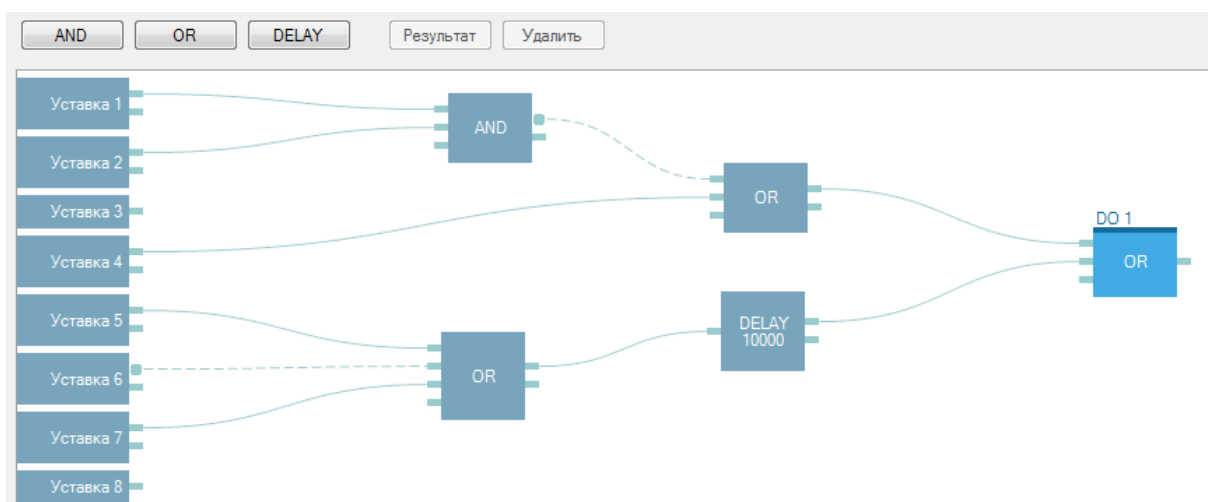 AND OR DELAY Результат Удалить
Уставка 1
AND
Уставка 2
OR
Уставка 3
DO 1
Уставка 4
OR
Уставка 5
DELAY
10000
Уставка 6
OR
Уставка 7
Уставка 8